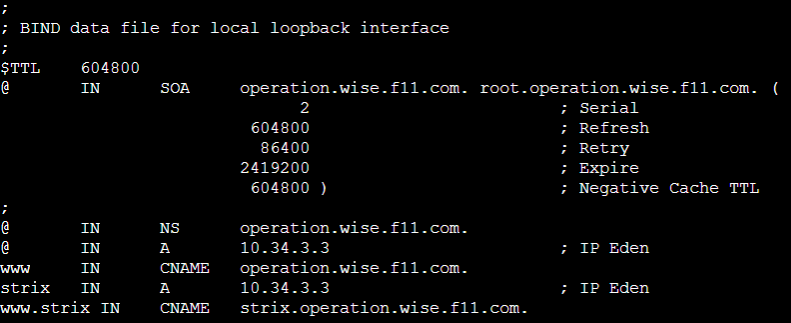 ;
; BIND data file for local loopback interface
;
$TTL    604800
@       IN      SOA     operation.wise.f11.com. root.operation.wise.f11.com. (
                              2                         ; Serial
                         604800                         ; Refresh
                          86400                         ; Retry
                        2419200                         ; Expire
                         604800 )                       ; Negative Cache TTL
;
@       IN      NS      operation.wise.f11.com.
@       IN      A       10.34.3.3               ; IP Eden
www     IN      CNAME   operation.wise.f11.com.
strix   IN      A       10.34.3.3               ; IP Eden
www.strix IN    CNAME   strix.operation.wise.f11.com.